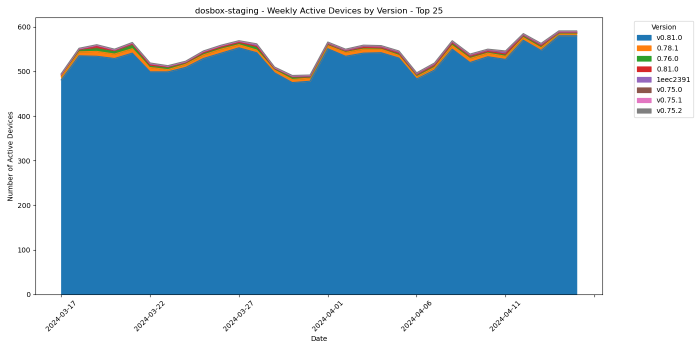 dosbox-staging - Weekly Active Devices by Version - Top 25
Number of Active Devices
600
500
400
300
200
100
0
2024-03-17
2024-03-22
2024-03-27
2024-04-01
2024-04-06
2024-04-11
Date
Version
v0.81.0
0.78.1
0.76.0
0.81.0
1eec2391
v0.75.0
v0.75.1
v0.75.2